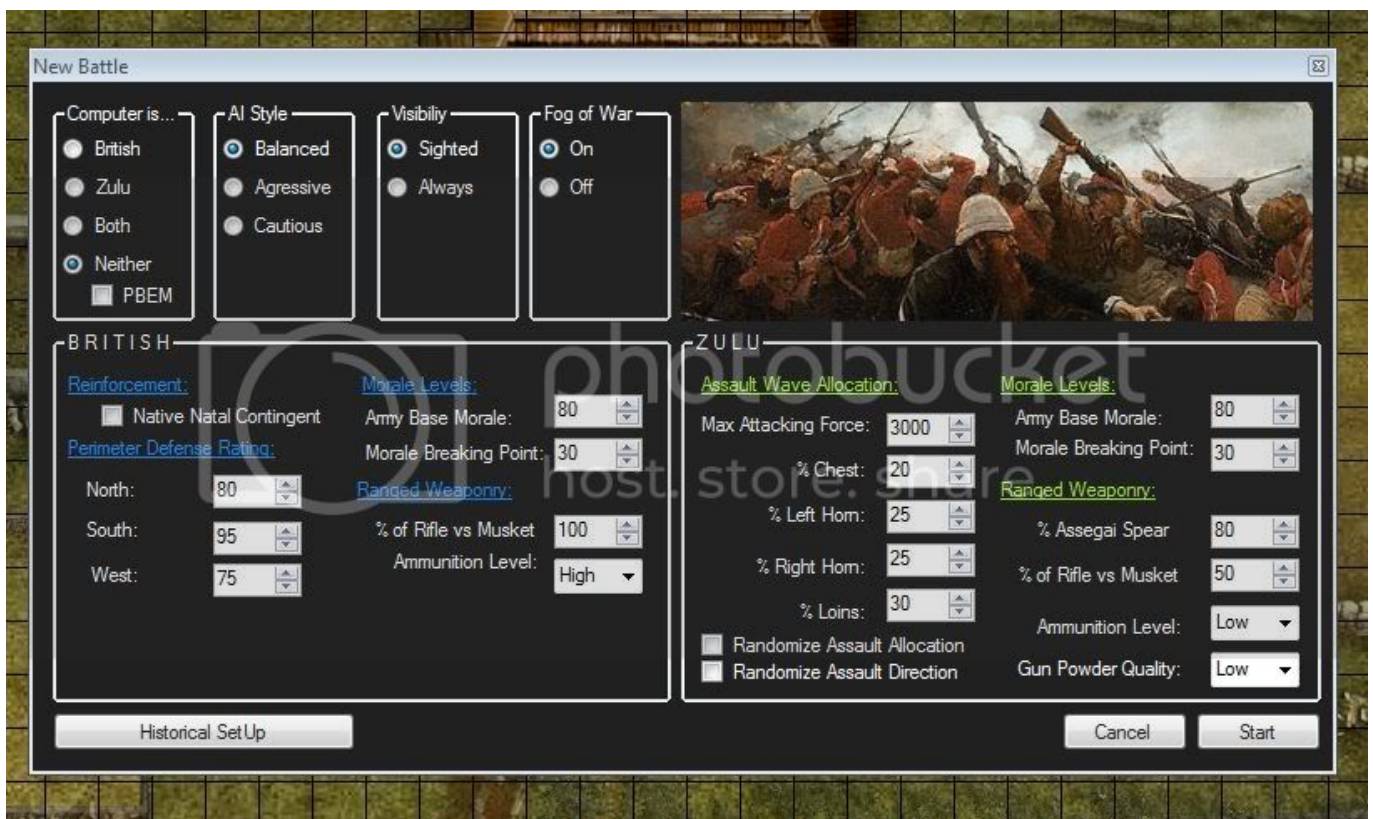 New Battle
Computer is...
British
Zulu
Both
Neither
PBEM
AI Style
Balanced
Agressive
Cautious
Visibiliy
Sighted
Always
Fog of War
On
Off
BRITISH
Reinforcement:
Native Natal Contingent
Perimeter Defense Rating:
North: 80
South: 95
West: 75
Morale Levels:
Army Base Morale: 80
Morale Breaking Point: 30
Ranged Weaponry:
% of Rifle vs Musket 100
Ammunition Level: High
ZULU
Assault Wave Allocation:
Max Attacking Force: 3000
% Chest: 20
% Left Horn: 25
% Right Horn: 25
% Loins: 30
Randomize Assault Allocation
Randomize Assault Direction
Morale Levels:
Army Base Morale: 80
Morale Breaking Point: 30
Ranged Weaponry:
% Assegai Spear 80
% of Rifle vs Musket 50
Ammunition Level: Low
Gun Powder Quality: Low
Historical SetUp
Cancel
Start
photobucket
host. store. share